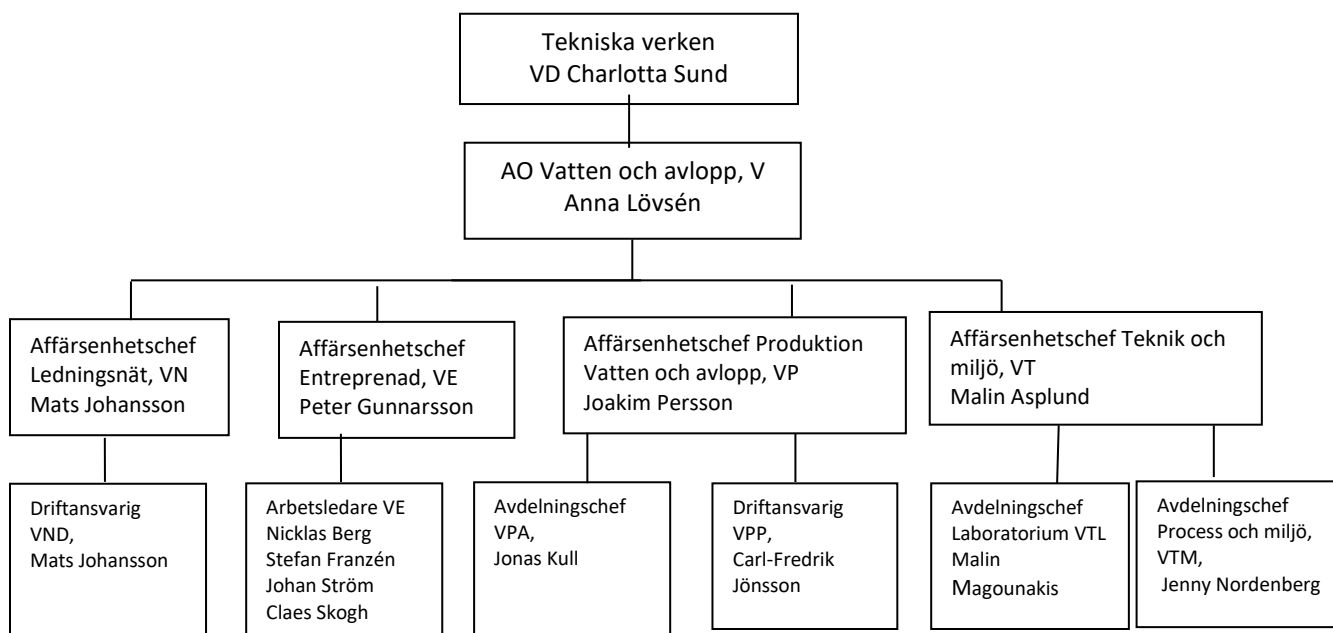 Tekniska verken
VD Charlotta Sund
AO Vatten och avlopp, V
Anna Lövsén
Affärsenhetschef
Ledningsnät, VN
Mats Johansson
Affärsenhetschef
Entreprenad, VE
Peter Gunnarsson
Affärsenhetschef Produktion
Vatten och avlopp, VP
Joakim Persson
Affärsenhetschef Teknik och
miljö, VT
Malin Asplund
Driftansvarig
VND,
Mats Johansson
Arbetsledare VE
Nicklas Berg
Stefan Franzén
Johan Ström
Claes Skogh
Avdelningschef
VPA,
Jonas Kull
Driftansvarig
VPP,
Carl-Fredrik
Jönsson
Avdelningschef
Laboratorium VTL
Malin
Magounakis
Avdelningschef
Process och miljö,
VTM,
Jenny Nordenberg